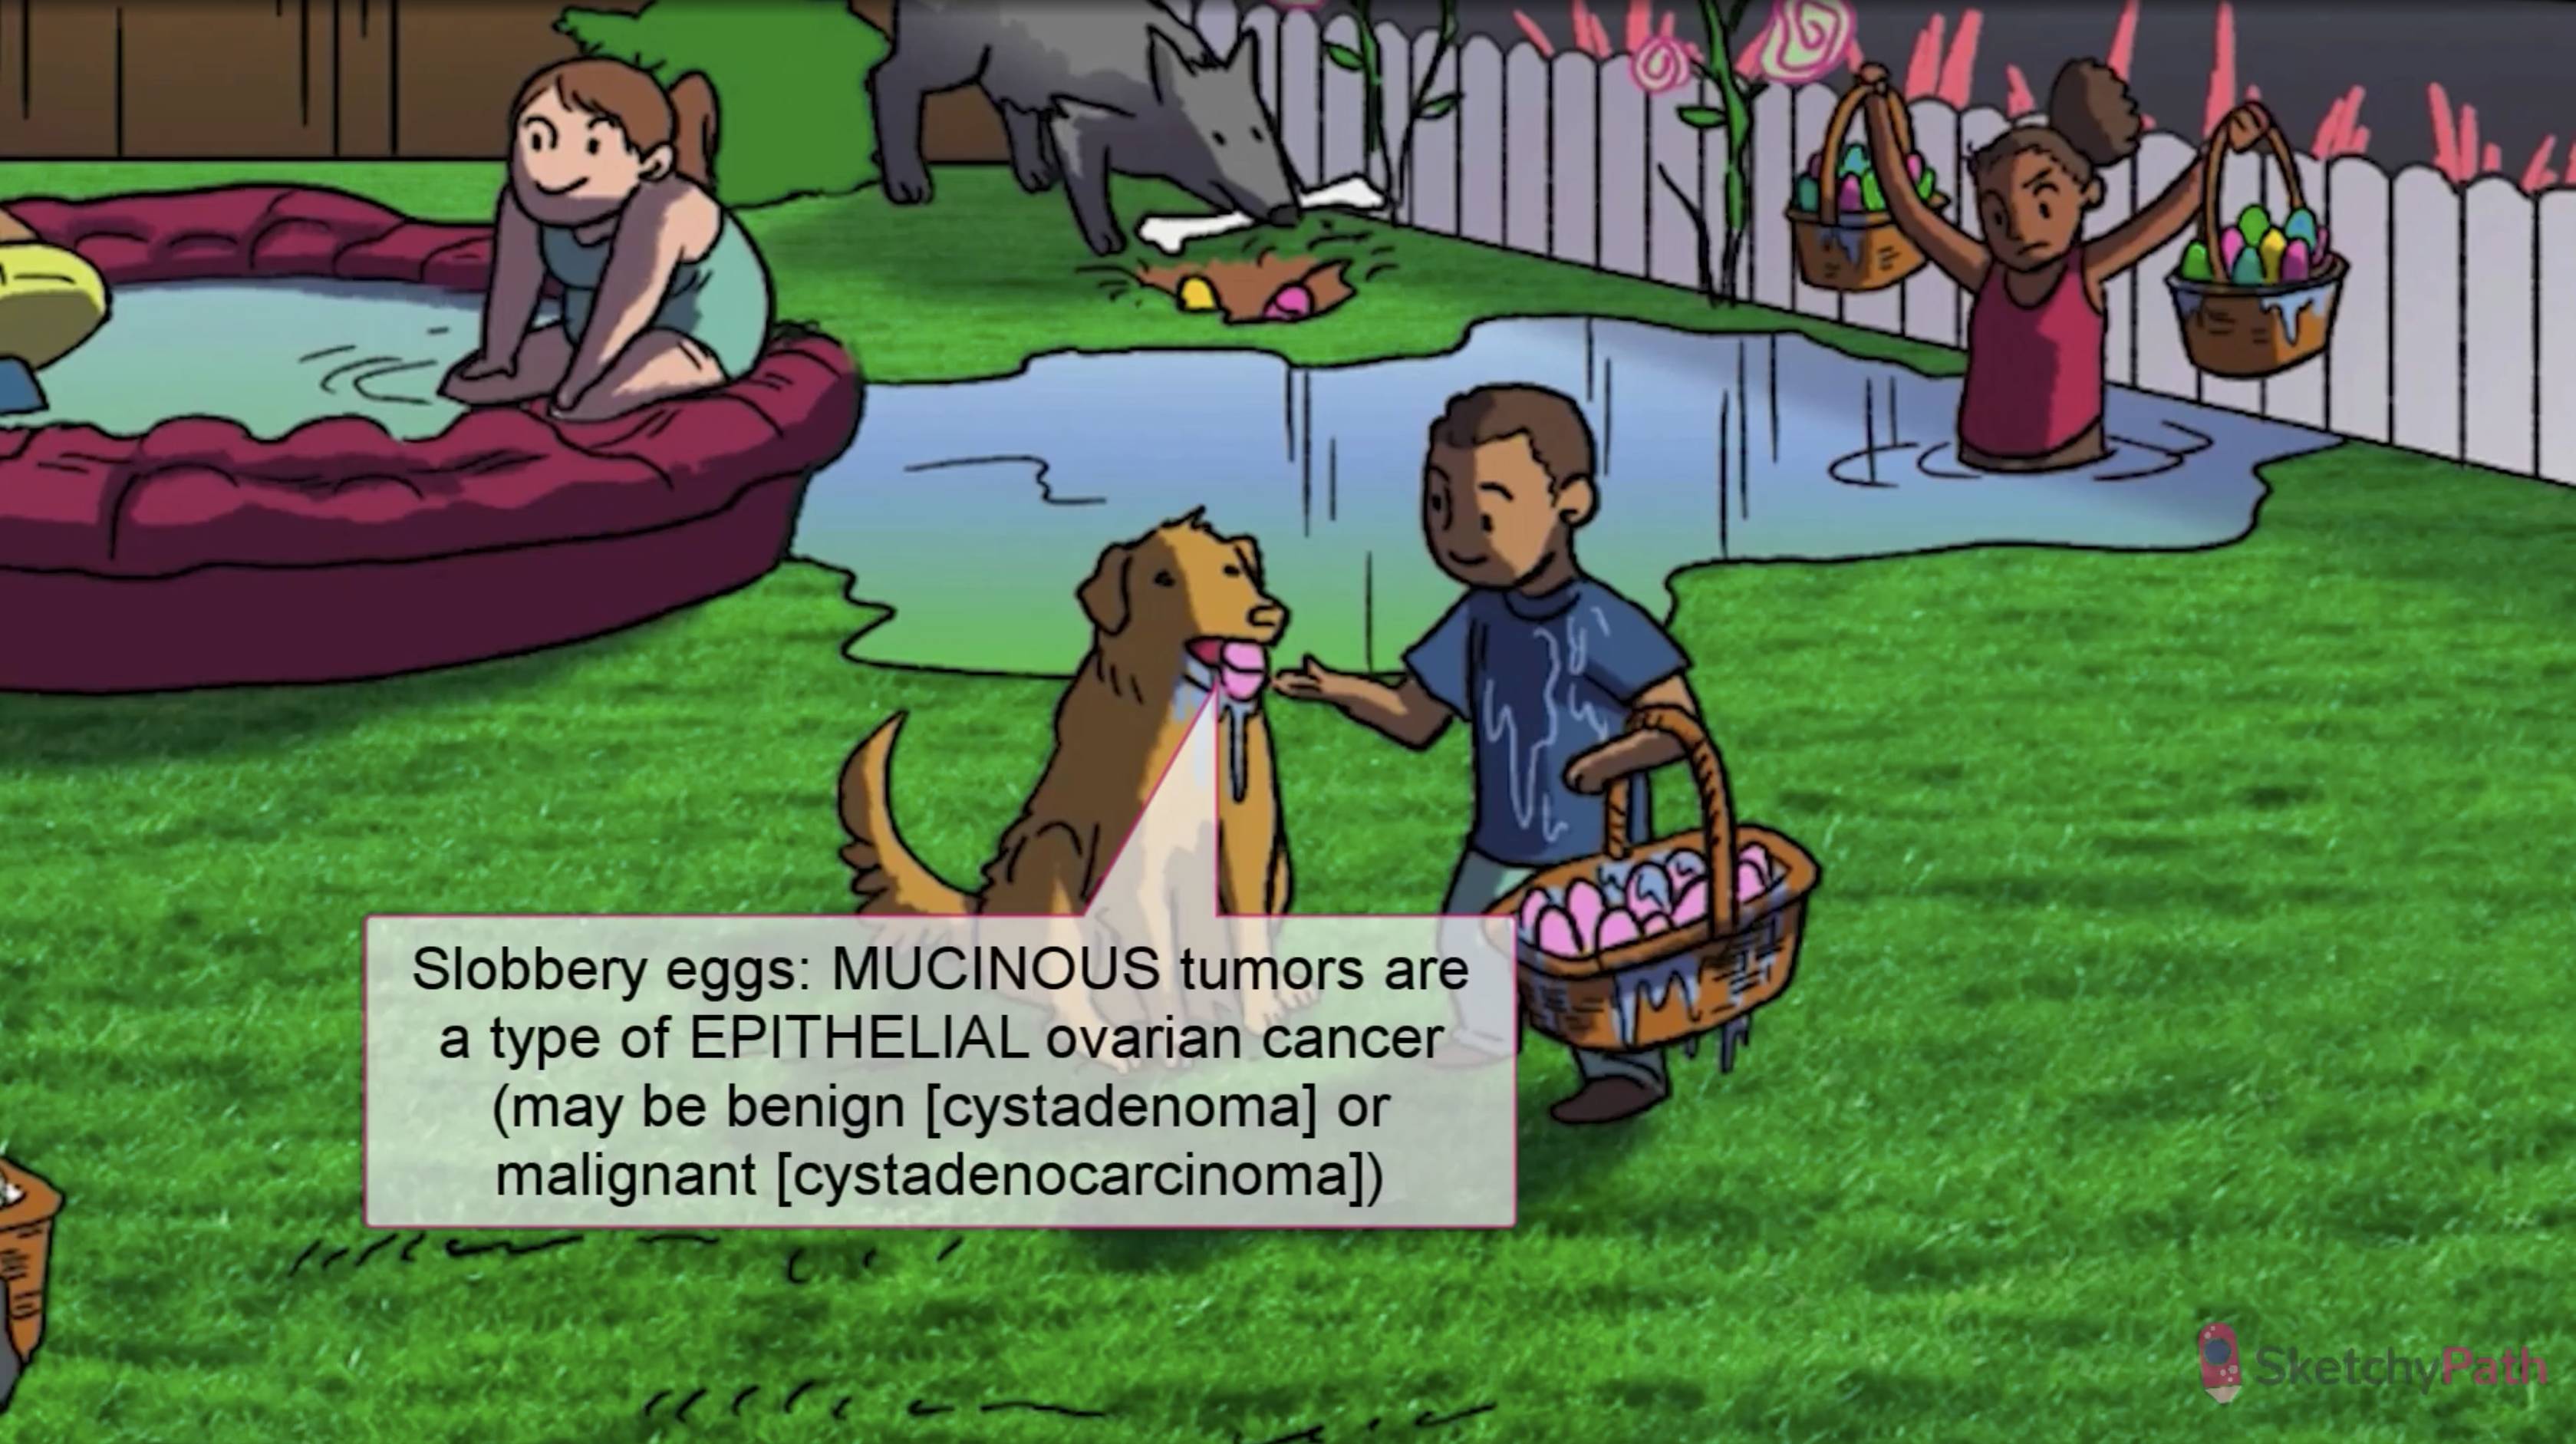 Slobbery eggs: MUCINOUS tumors are
a type of EPITHELIAL ovarian cancer
(may be benign [cystadenoma] or
malignant [cystadenocarcinoma])
SketchyPath